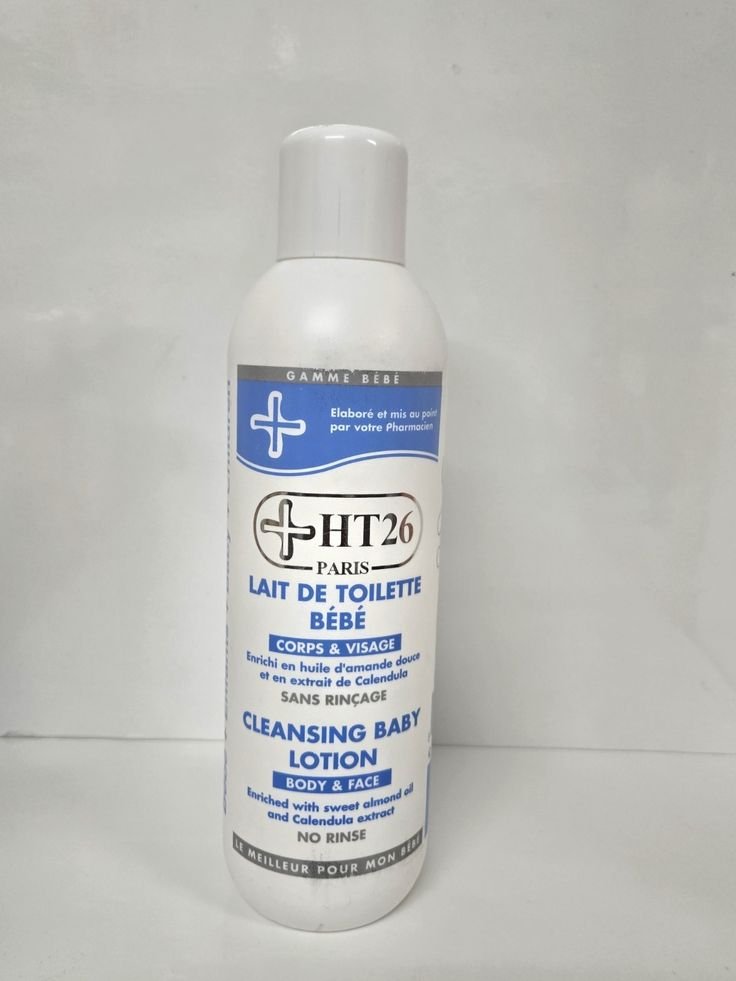 GAMME BÉBÉ
Elaboré et mis au point
par votre Pharmacien
HT26
PARIS
LAIT DE TOILETTE
BÉBÉ
CORPS & VISAGE
Enrichi en huile d'amande douce
et en extrait de Calendula
SANS RINÇAGE
CLEANSING BABY
LOTION
BODY & FACE
Enriched with sweet almond oil
and Calendula extract
NO RINSE
LE MEILLEUR POUR MON BÉBÉ